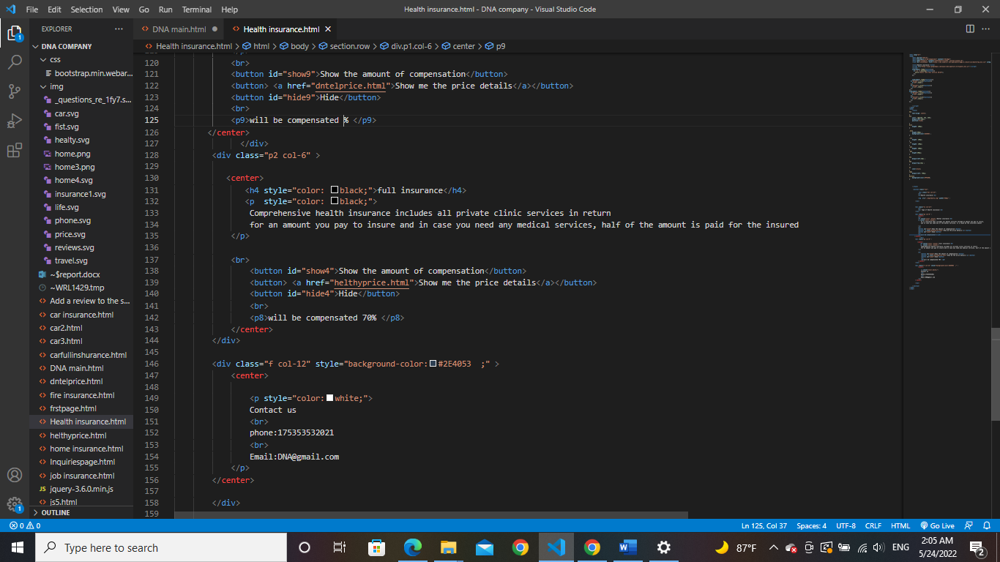 File Edit Selection View Go Run Terminal Help
Health insurance.html - DNA company - Visual Studio Code
EXPLORER
DNA main.html
Health insurance.html
Health insurance.html > html > body > section.row > div.p1.col-6 > center > p9
DNA COMPANY
css
bootstrap.min.webar...
img
_questions_re_1fy7.s...
car.svg
fist.svg
healty.svg
home.png
home3.png
home4.svg
insurance1.svg
life.svg
phone.svg
price.svg
reviews.svg
travel.svg
~$report.docx
~WRL1429.tmp
Add a review to the s...
car insurance.html
car2.html
car3.html
carfullinshurance.html
DNA main.html
dntelprice.html
fire insurance.html
frstpage.html
Health insurance.html
helthyprice.html
home insurance.html
Inquiriespage.html
job insurance.html
JS jquery-3.6.0.min.js
js5.html
OUTLINE
1
1
120 <br>
121 <button id="show9">Show the amount of compensation</button>
122 <button> <a href="dntelprice.html">Show me the price details</a></button>
123 <button id="hide9">Hide</button>
124 <br>
125 <p9>will be compensated % </p9>
126 </center>
127 </div>
128 <div class="p2 col-6" >
129
130 <center>
131 <h4 style="color: black;">full insurance</h4>
132 <p  style="color: black;">
133 Comprehensive health insurance includes all private clinic services in return
134 for an amount you pay to insure and in case you need any medical services, half of the amount is paid for the insured
135 </p>
136
137 <br>
138 <button id="show4">Show the amount of compensation</button>
139 <button> <a href="helthyprice.html">Show me the price details</a></button>
140 <button id="hide4">Hide</button>
141 <br>
142 <p8>will be compensated 70% </p8>
143 </center>
144 </div>
145
146 <div class="f col-12" style="background-color: #2E4053  ;" >
147 <center>
148
149 <p style="color: white;">
150 Contact us
151 <br>
152 phone:175353532021
153 <br>
154 Email:DNA@gmail.com
155 </p>
156 </center>
157
158 </div>
159
0 0 Ln 125, Col 37 Spaces: 4 UTF-8 CRLF HTML Go Live
Type here to search
87°F ENG 2:05 AM
5/24/2022
2